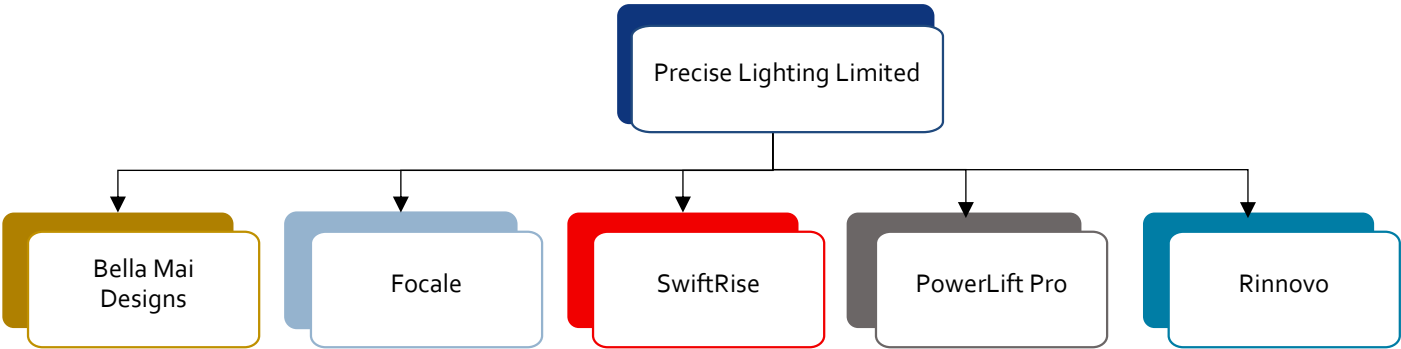 Precise Lighting Limited
Bella Mai
Designs
Focale
SwiftRise
PowerLift Pro
Rinnovo